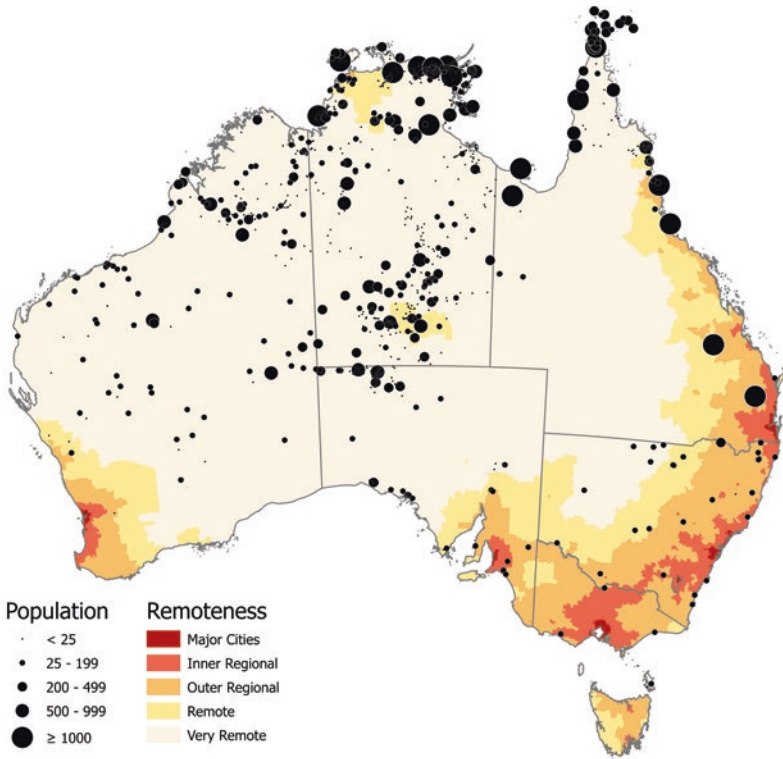 Population
< 25
25 - 199
200 - 499
500 - 999
≥ 1000
Remoteness
Major Cities
Inner Regional
Outer Regional
Remote
Very Remote